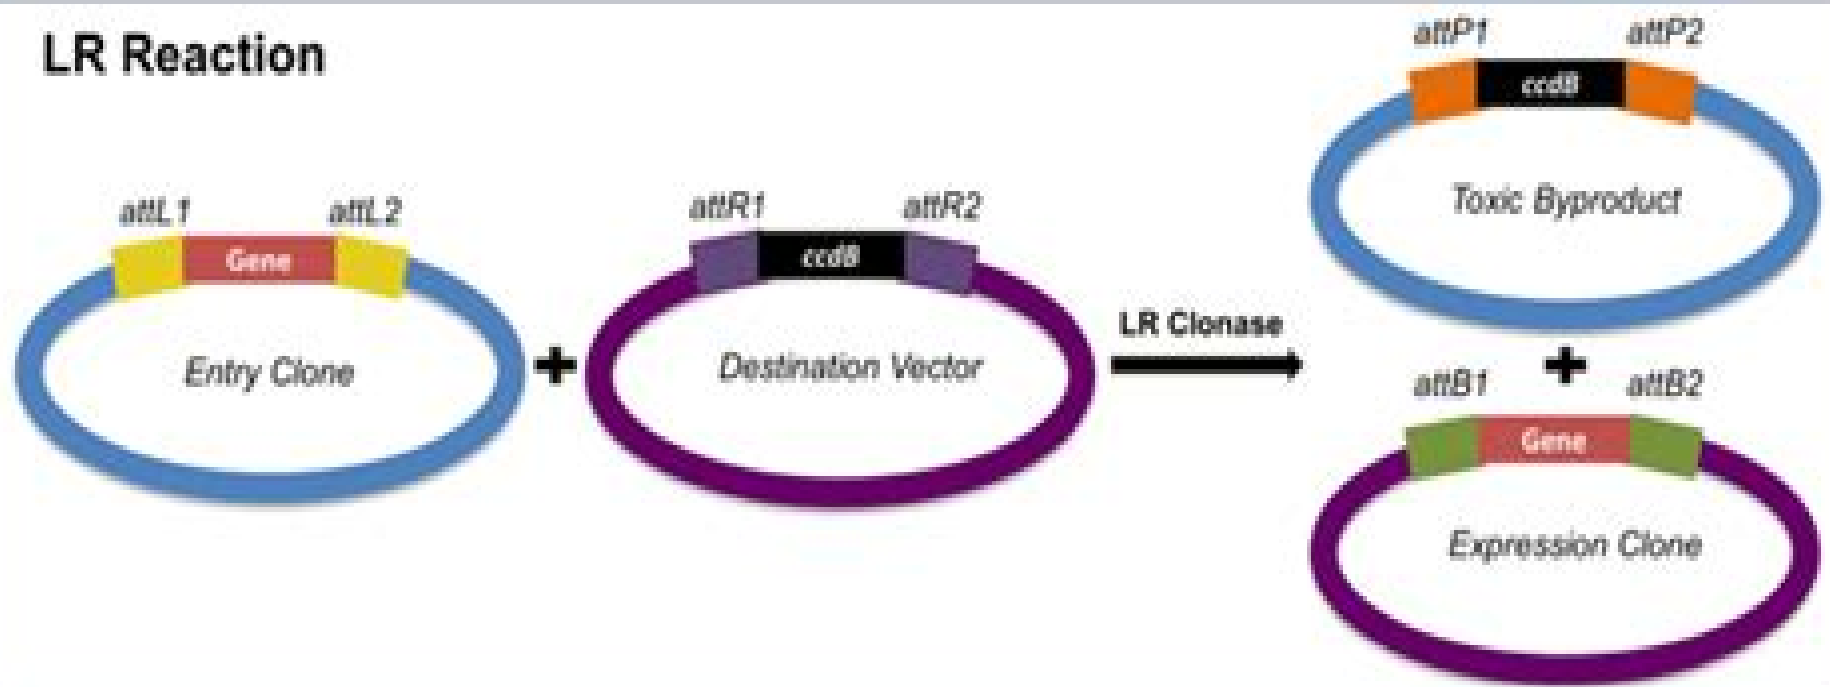 LR Reaction
attL1
attL2
Gene
Entry Clone
+
attR1
attR2
ccdB
Destination Vector
LR Clonase
attP1
attP2
ccdB
Toxic Byproduct
+
attB1
attB2
Gene
Expression Clone